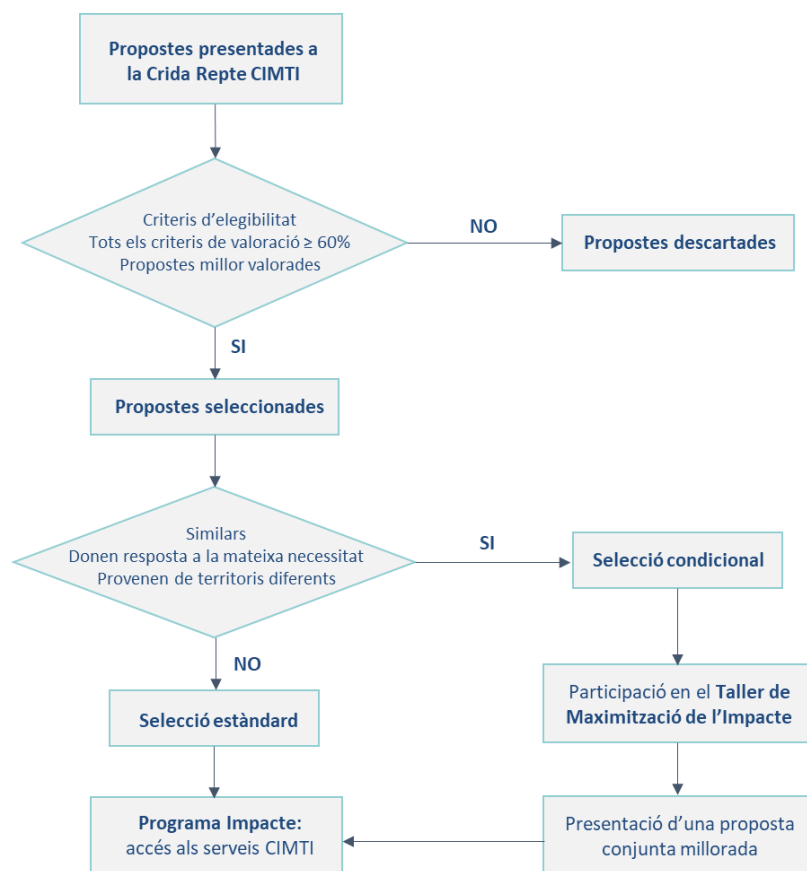 Propostes presentades a
la Crida Repte CIMTI
Criteris d’elegibilitat
Tots els criteris de valoració ≥ 60%
Propostes millor valorades
NO
Propostes descartades
SI
Propostes seleccionades
Similars
Donen resposta a la mateixa necessitat
Provenen de territoris diferents
SI
Selecció condicional
NO
Participació en el Taller de
Maximització de l’Impacte
Selecció estàndard
Programa Impacte:
accés als serveis CIMTI
Presentació d’una proposta
conjunta millorada